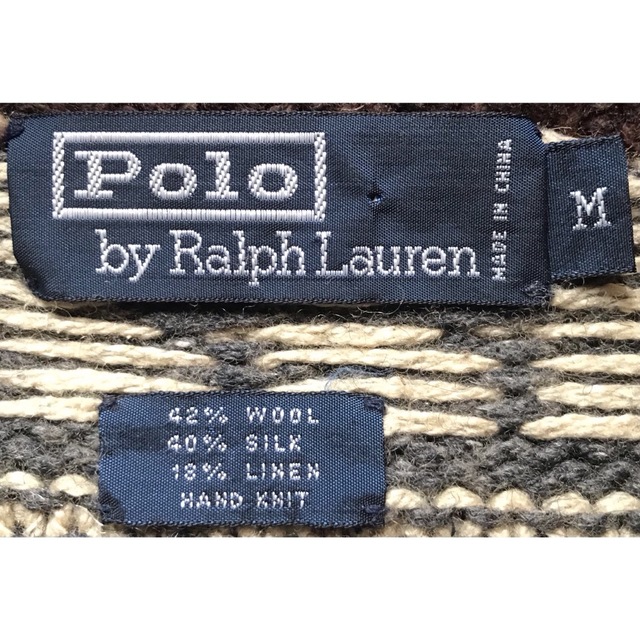 Polo
by Ralph Lauren
MADE IN CHINA
M
42% WOOL
40% SILK
18% LINEN
HAND KNIT